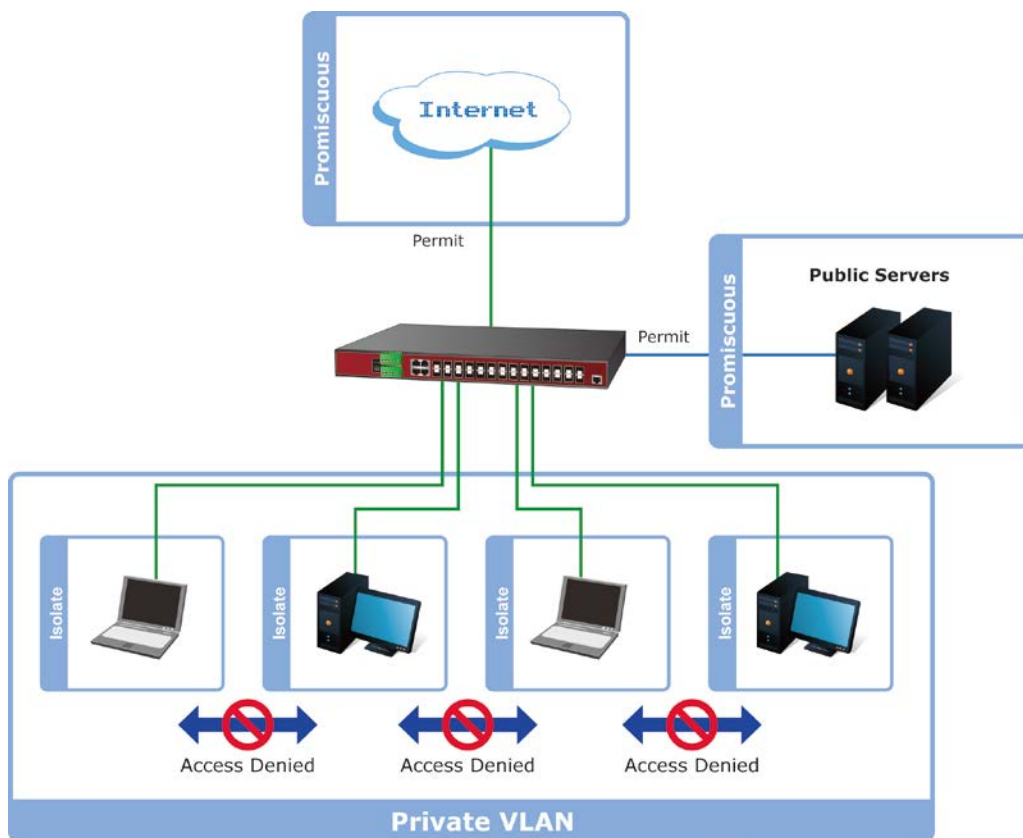 Promiscuous
Internet
Permit
Permit
Promiscuous
Public Servers
Isolate
Isolate
Isolate
Isolate
Access Denied
Access Denied
Access Denied
Private VLAN